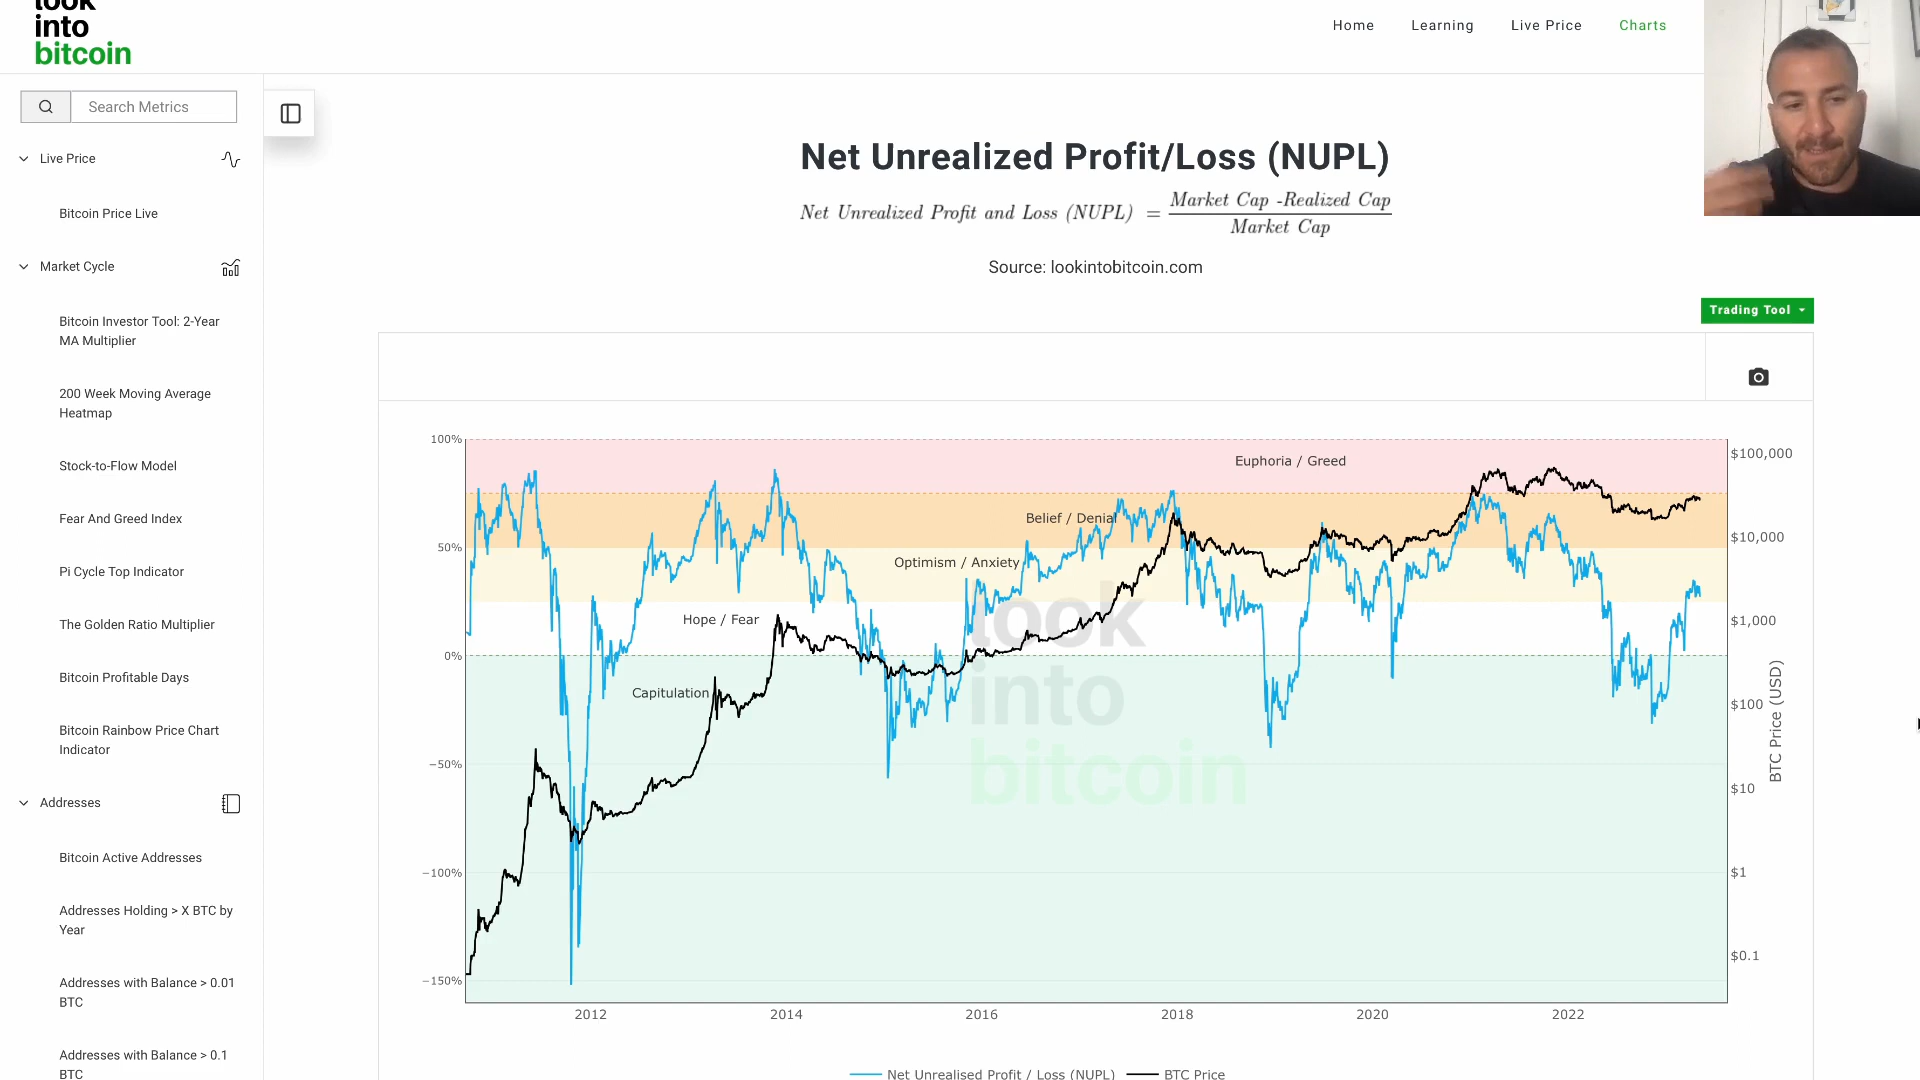 look
into
bitcoin
Home
Learning
Live Price
Charts
Search Metrics
Live Price
Bitcoin Price Live
Market Cycle
Bitcoin Investor Tool: 2-Year
MA Multiplier
200 Week Moving Average
Heatmap
Stock-to-Flow Model
Fear And Greed Index
Pi Cycle Top Indicator
The Golden Ratio Multiplier
Bitcoin Profitable Days
Bitcoin Rainbow Price Chart
Indicator
Addresses
Bitcoin Active Addresses
Addresses Holding > X BTC by
Year
Addresses with Balance > 0.01
BTC
Addresses with Balance > 0.1
BTC
Net Unrealized Profit/Loss (NUPL)
Net Unrealized Profit and Loss (NUPL) = Market Cap -Realized Cap
Market Cap
Source: lookintobitcoin.com
Trading Tool
100%
50%
0%
−50%
−100%
−150%
Euphoria / Greed
Belief / Denial
Optimism / Anxiety
Hope / Fear
Capitulation
look
into
bitcoin
$100,000
$10,000
$1,000
$100
$10
$1
$0.1
BTC Price (USD)
2012
2014
2016
2018
2020
2022
Net Unrealised Profit / Loss (NUPL)
BTC Price